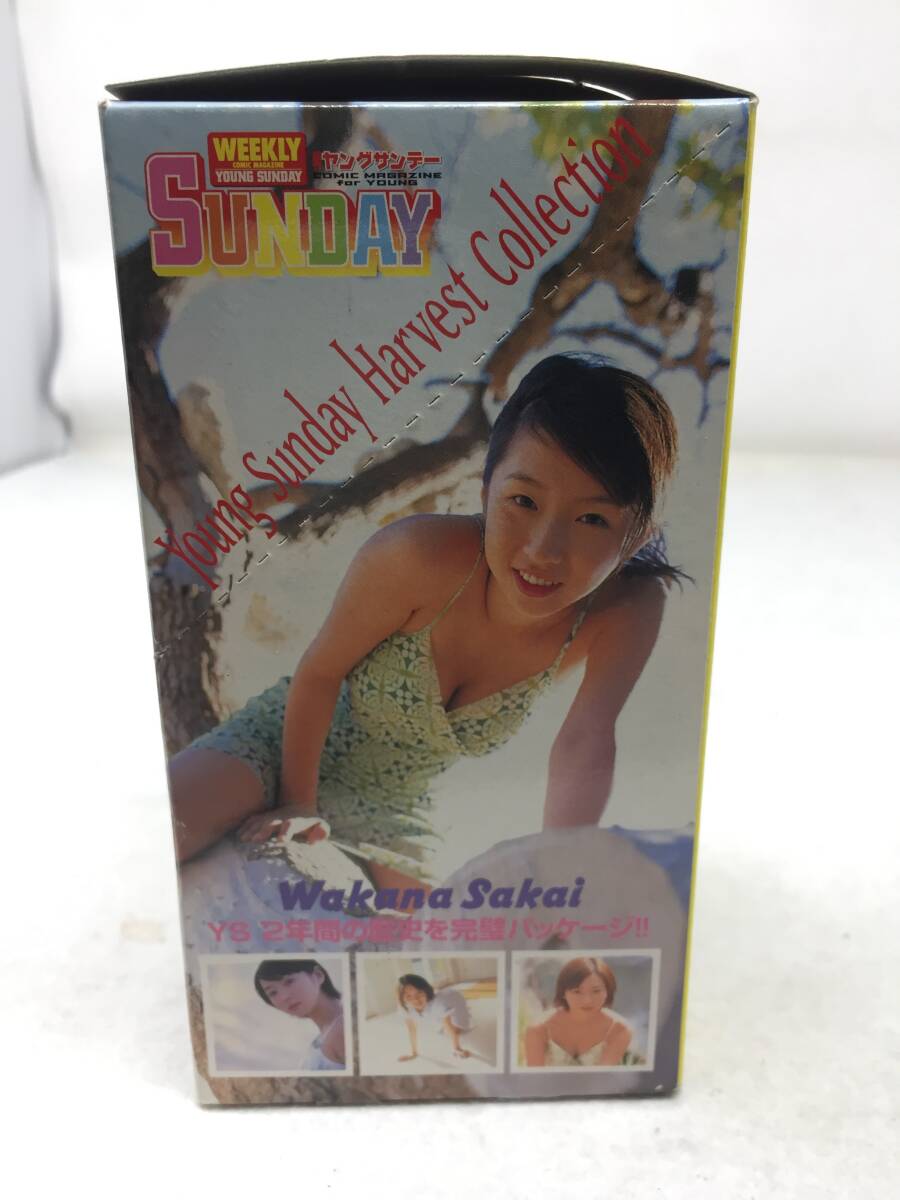 WEEKLY
COMIC MAGAZINE
YOUNG SUNDAY
ヤングサンデー
COMIC MAGAZINE
for YOUNG
SUNDAY
Young Sunday Harvest Collection
Wakana Sakai
YS 2年間の歴史を完璧パッケージ!!